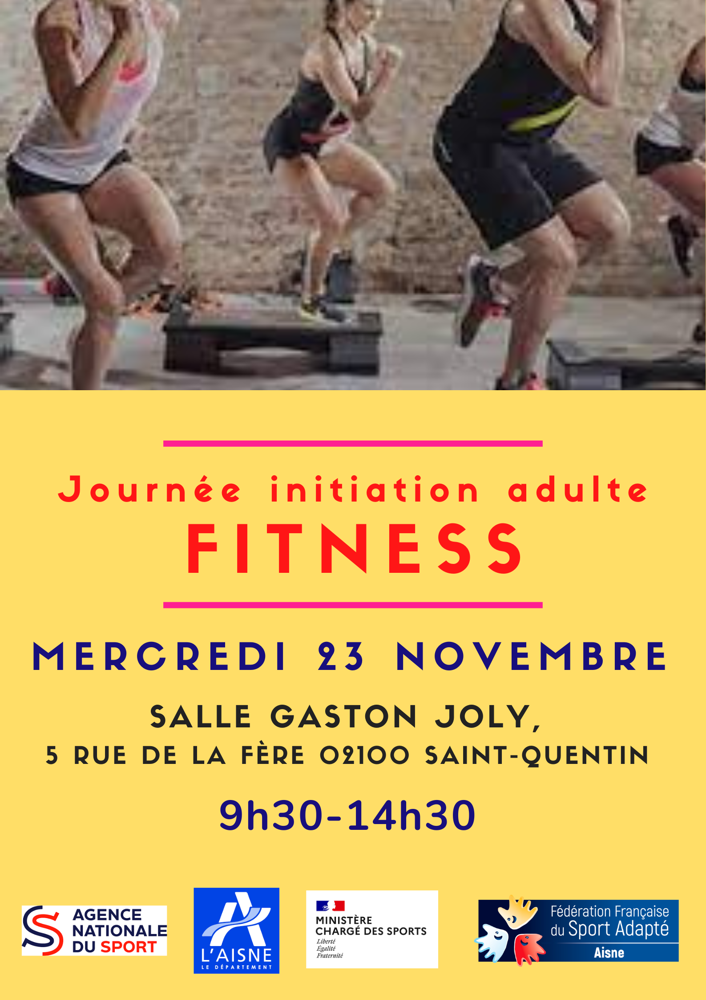 Journée initiation adulte
FITNESS
MERCREDI 23 NOVEMBRE
SALLE GASTON JOLY,
5 RUE DE LA FÈRE 02100 SAINT-QUENTIN
9h30-14h30
AGENCE
NATIONALE
DU SPORT
L'AISNE
LE DÉPARTEMENT
MINISTÈRE
CHARGÉ DES SPORTS
Liberté
Égalité
Fraternité
Fédération Française
du Sport Adapté
Aisne